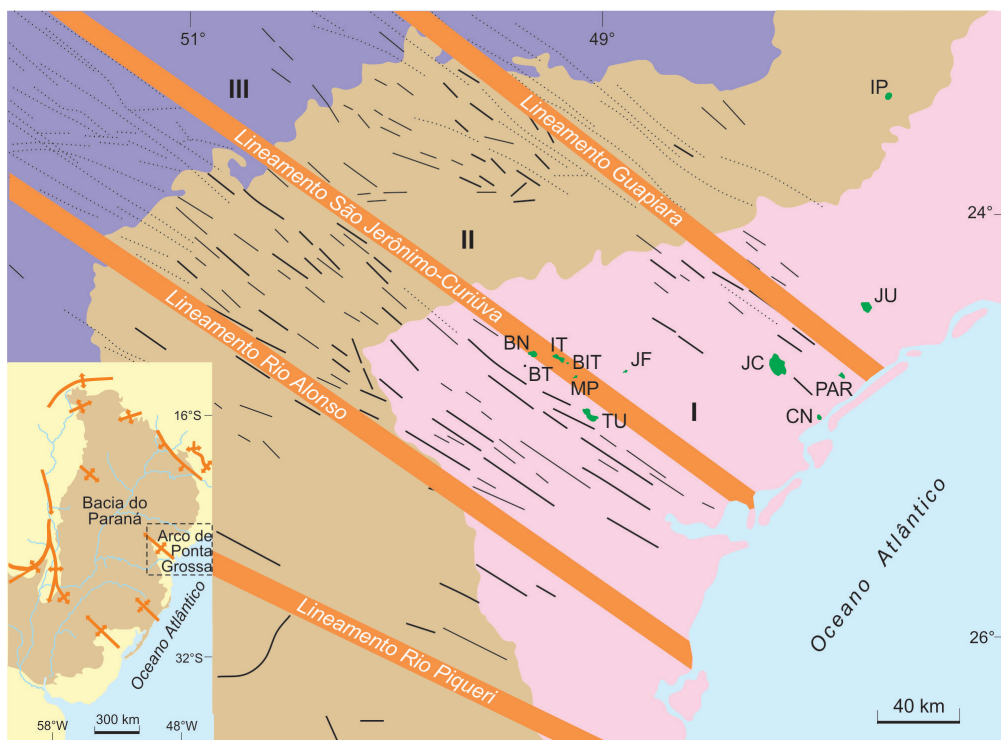 51°
49°
III
IP
Lineamento Guapiara
Lineamento São Jerônimo-Curiúva
24°
II
Lineamento Rio Alonso
JU
BN
IT
BIT
JF
JC
BT
MP
PAR
TU
I
CN
16°S
Bacia do
Paraná
Arco de
Ponta
Grossa
Oceano Atlântico
Oceano Atlântico
Lineamento Rio Piqueri
26°
32°S
300 km
58°W
48°W
40 km